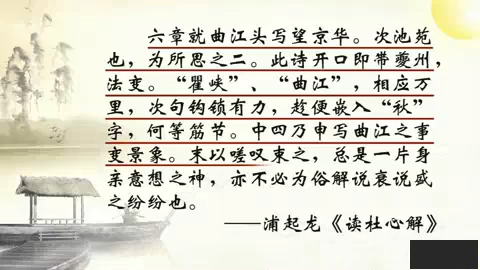 六章就曲江头写望京华。次池苑
也，为所思之二。此诗开口即带夔州，
法变。“瞿峡”、“曲江”，相应万
里，次句钩锁有力，趁便嵌入“秋”
字，何等筋节。中四乃申写曲江之事
变景象。末以嗟叹束之，总是一片身
亲意想之神，亦不必为俗解说衰说盛
之纷纷也。
——浦起龙《读杜心解》